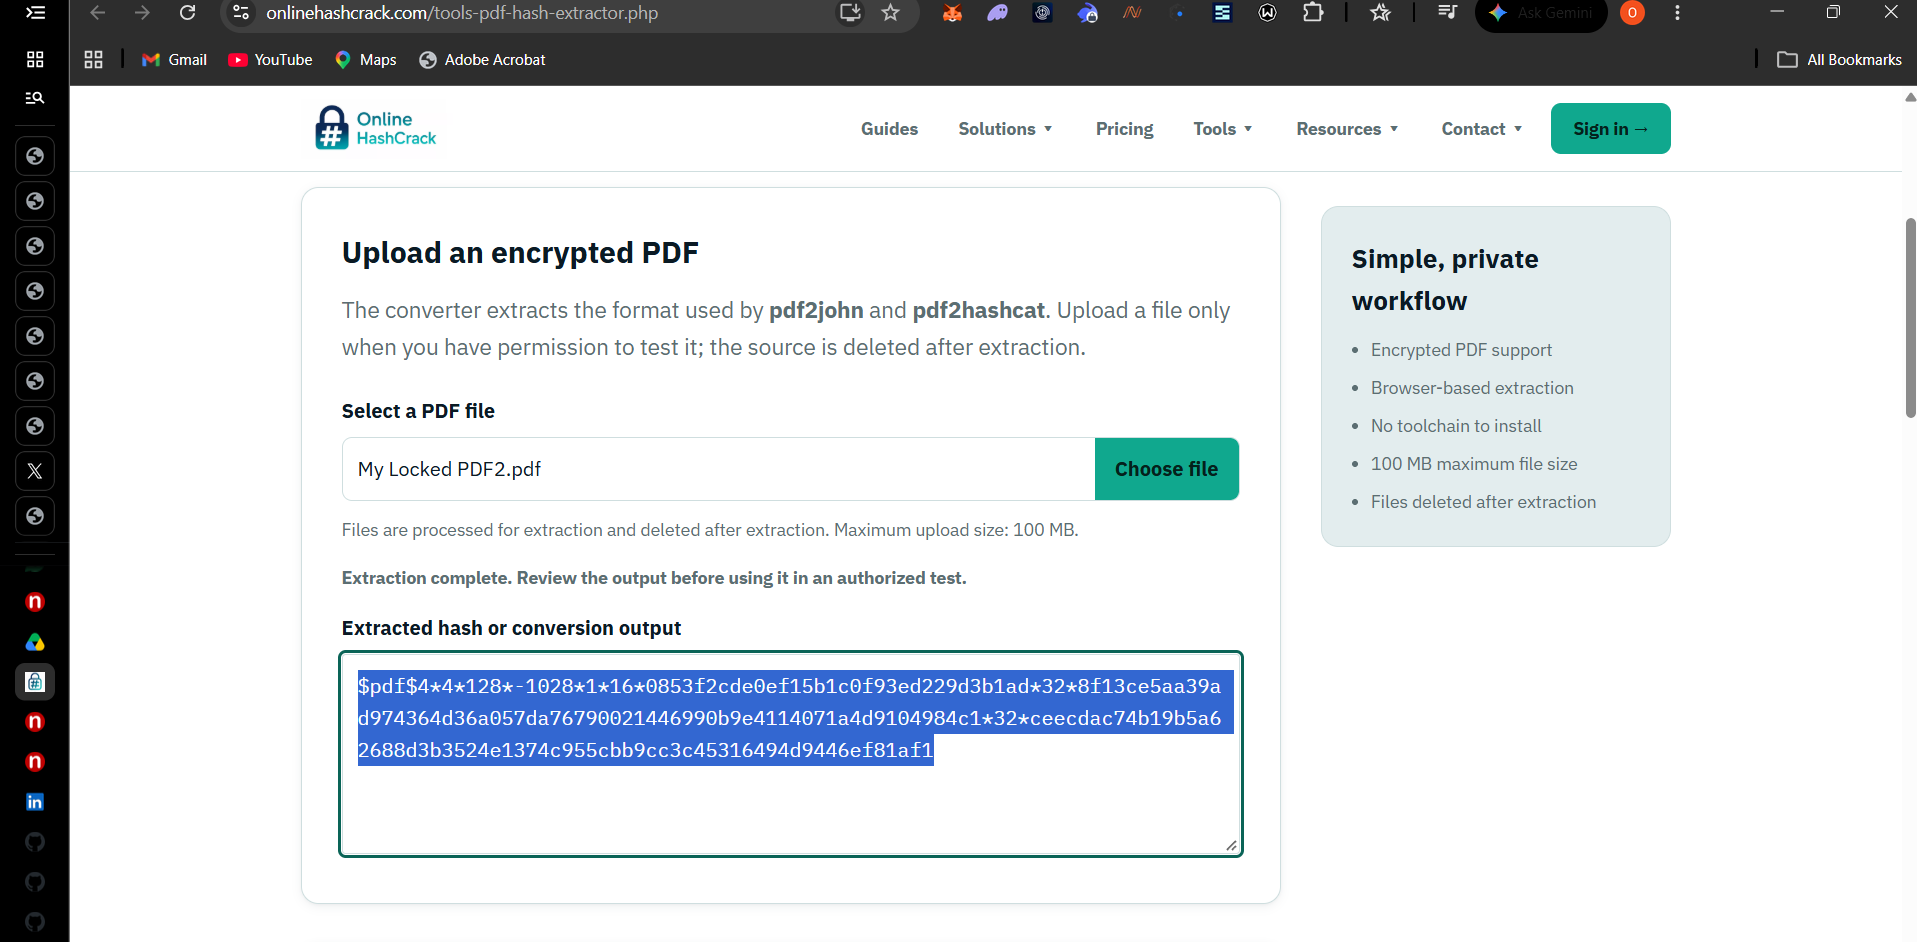 onlinehashcrack.com/tools-pdf-hash-extractor.php
Ask Gemini
O
Gmail
YouTube
Maps
Adobe Acrobat
All Bookmarks
Online
HashCrack
Guides
Solutions
Pricing
Tools
Resources
Contact
Sign in →
Upload an encrypted PDF
The converter extracts the format used by pdf2john and pdf2hashcat. Upload a file only
when you have permission to test it; the source is deleted after extraction.
Select a PDF file
My Locked PDF2.pdf
Choose file
Files are processed for extraction and deleted after extraction. Maximum upload size: 100 MB.
Extraction complete. Review the output before using it in an authorized test.
Extracted hash or conversion output
$pdf$4*4*128*-1028*1*16*0853f2cde0ef15b1c0f93ed229d3b1ad*32*8f13ce5aa39a
d974364d36a057da76790021446990b9e4114071a4d9104984c1*32*ceecdac74b19b5a6
2688d3b3524e1374c955cbb9cc3c45316494d9446ef81af1
Simple, private
workflow
• Encrypted PDF support
• Browser-based extraction
• No toolchain to install
• 100 MB maximum file size
• Files deleted after extraction